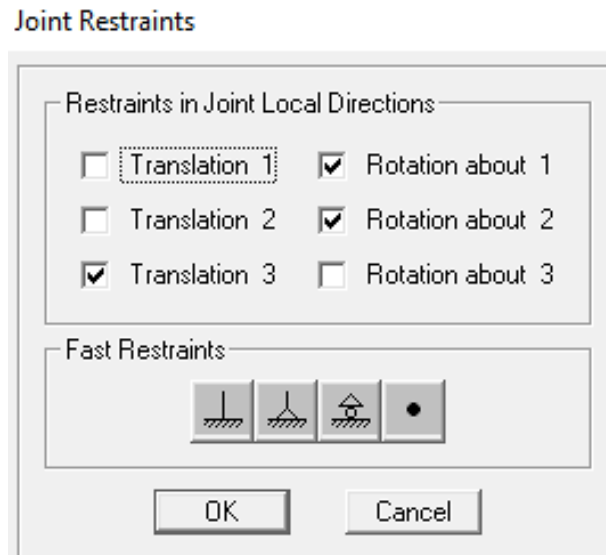 Joint Restraints
Restraints in Joint Local Directions
Translation 1 Rotation about 1
Translation 2 Rotation about 2
Translation 3 Rotation about 3
Fast Restraints
OK Cancel